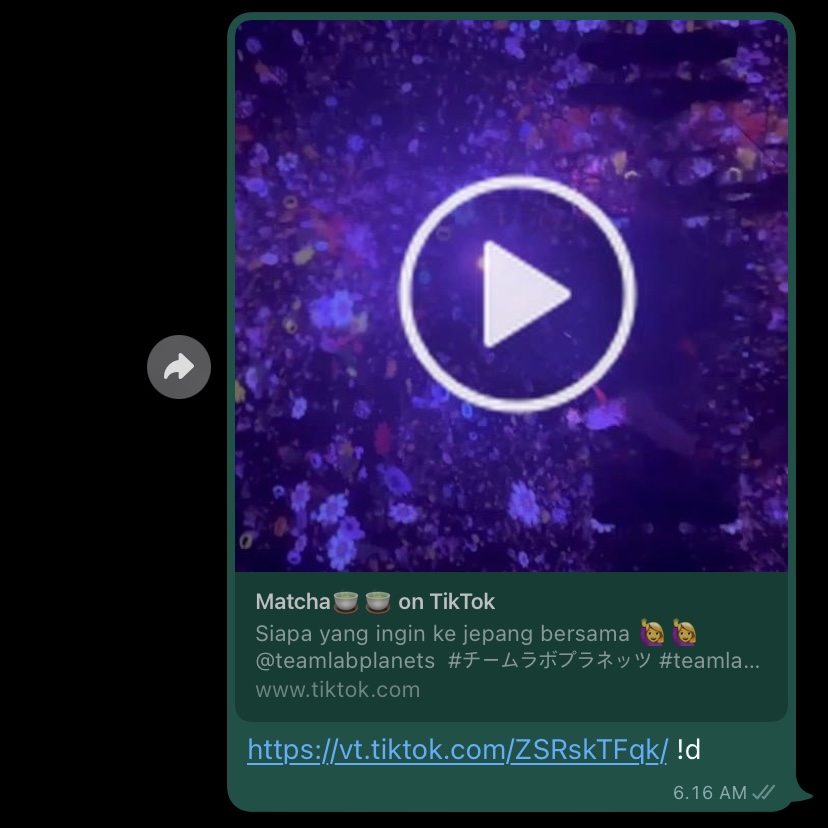 Matcha🍵🍵 on TikTok
Siapa yang ingin ke jepang bersama 🙋‍♀️🙋‍♀️
@teamlabplanets #チームラボプラネッツ #teamla...
www.tiktok.com
https://vt.tiktok.com/ZSRskTFqk/ !d
6.16 AM